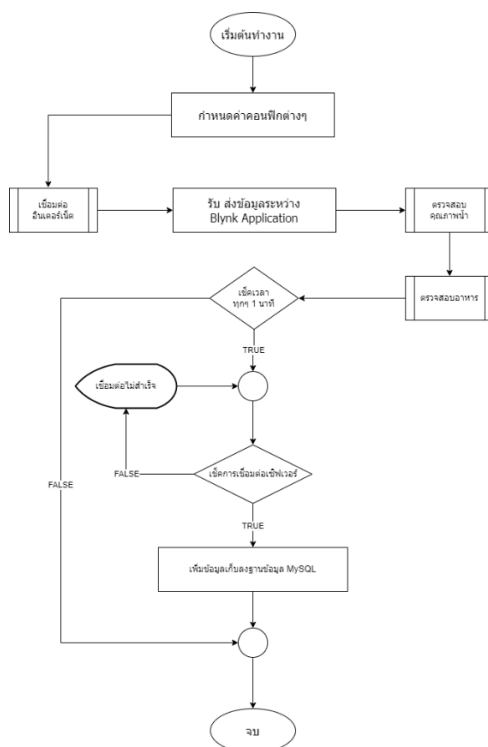 เริ่มต้นทำงาน
กำหนดค่าคอนฟิกต่างๆ
เชื่อมต่อ
อินเตอร์เน็ต
รับ ส่งข้อมูลระหว่าง
Blynk Application
ตรวจสอบ
คุณภาพน้ำ
ตรวจสอบอาหาร
เช็คเวลา
ทุกๆ 1 นาที
TRUE
เชื่อมต่อไม่สำเร็จ
เช็คการเชื่อมต่อเซิฟเวอร์
FALSE
FALSE
TRUE
เพิ่มข้อมูลเก็บลงฐานข้อมูล MySQL
จบ